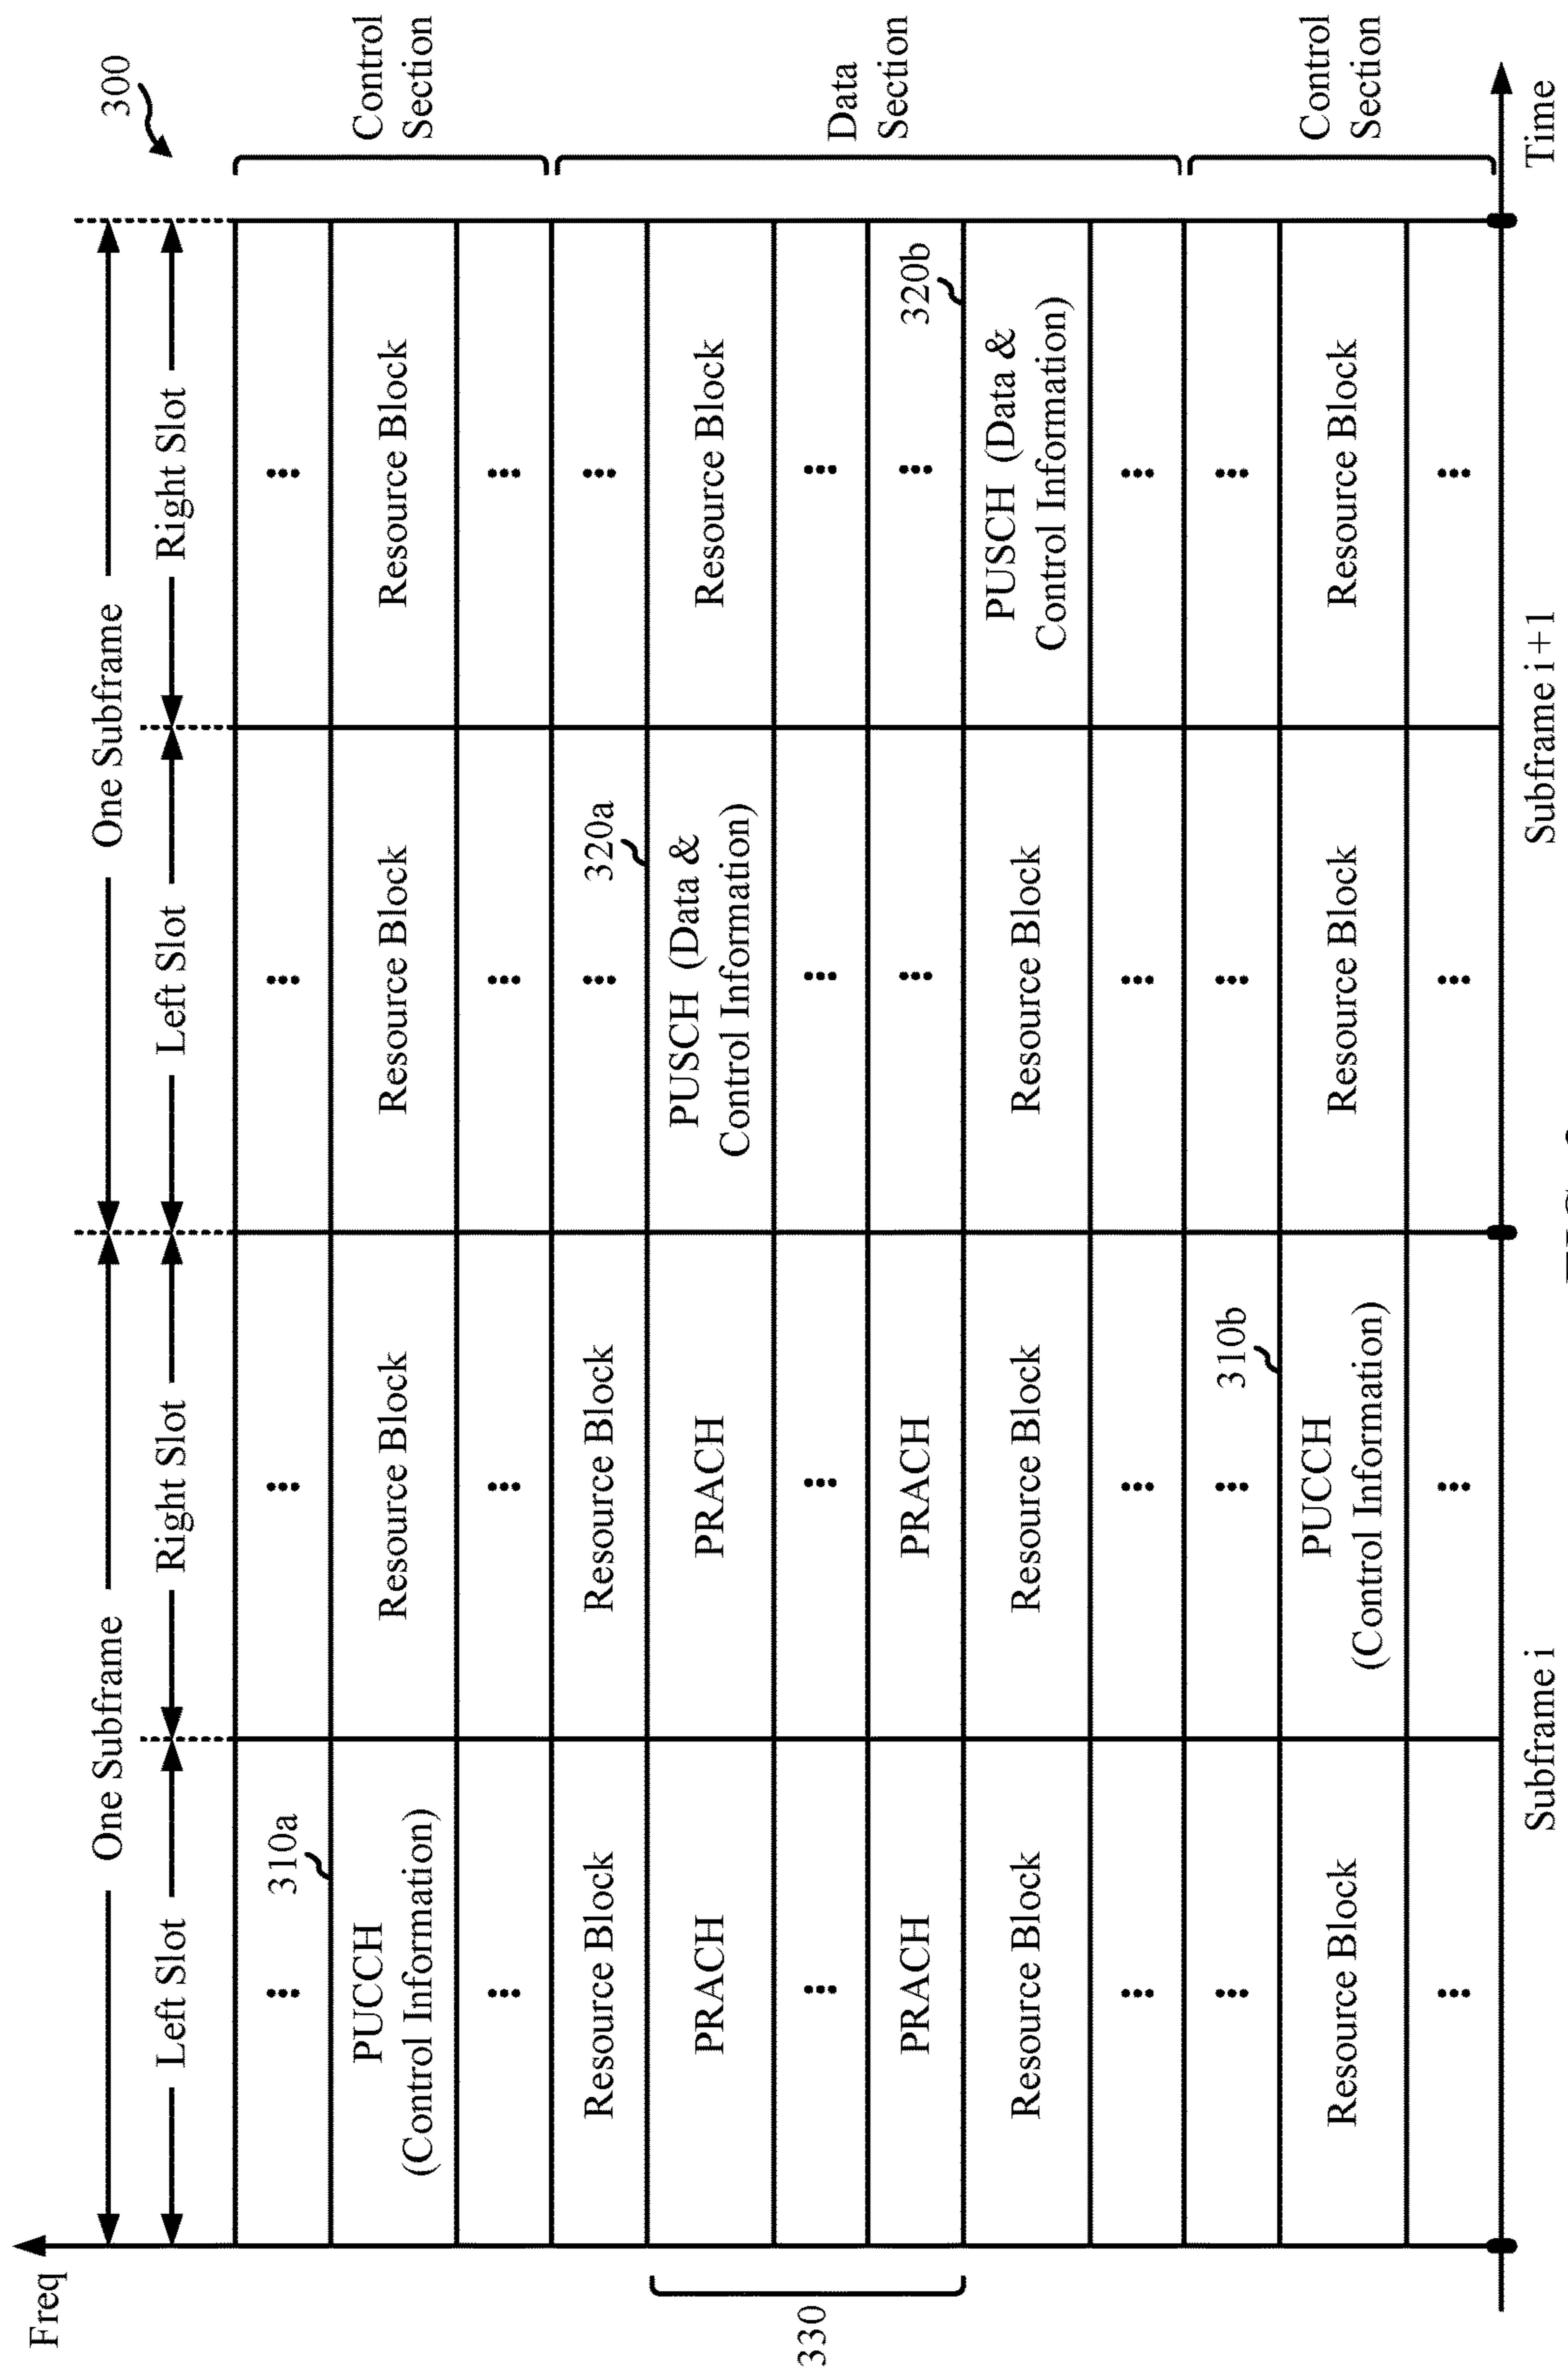 300
One Subframe
One Subframe
Left Slot
Right Slot
Left Slot
Right Slot
Freq
310a
PUCCH
(Control Information)
Resource Block
Resource Block
Resource Block
Control
Section
320a
Resource Block
Resource Block
330
PRACH
PRACH
PUSCH (Data &
Control Information)
Resource Block
Data
Section
PRACH
PRACH
320b
Resource Block
Resource Block
Resource Block
PUSCH (Data &
Control Information)
310b
Resource Block
PUCCH
(Control Information)
Resource Block
Resource Block
Control
Section
Subframe i
Subframe i+1
Time